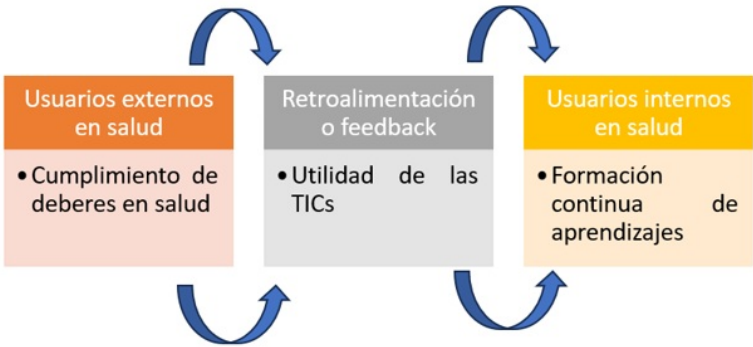 Usuarios externos
en salud
• Cumplimiento de
deberes en salud
Retroalimentación
o feedback
• Utilidad de las
TICs
Usuarios internos
en salud
• Formación
continua de
aprendizajes